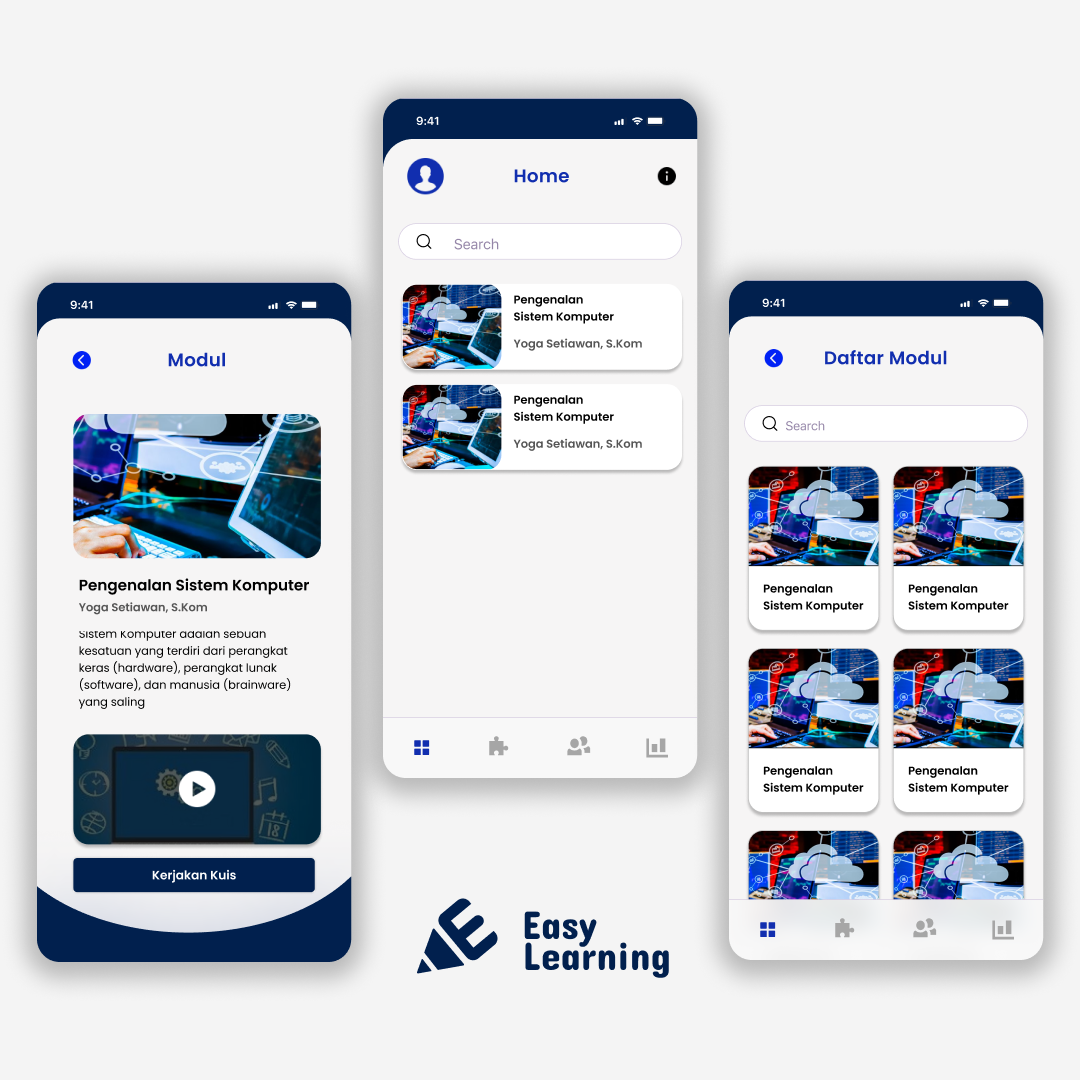 9:41
Modul
Pengenalan Sistem Komputer
Yoga Setiawan, S.Kom
Sistem Komputer adalah sebuah
kesatuan yang terdiri dari perangkat
keras (hardware), perangkat lunak
(software), dan manusia (brainware)
yang saling
18
Kerjakan Kuis
9:41
Home
Search
Pengenalan
Sistem Komputer
Yoga Setiawan, S.Kom
Pengenalan
Sistem Komputer
Yoga Setiawan, S.Kom
9:41
Daftar Modul
Search
Pengenalan
Sistem Komputer
Pengenalan
Sistem Komputer
Pengenalan
Sistem Komputer
Pengenalan
Sistem Komputer
Easy
Learning